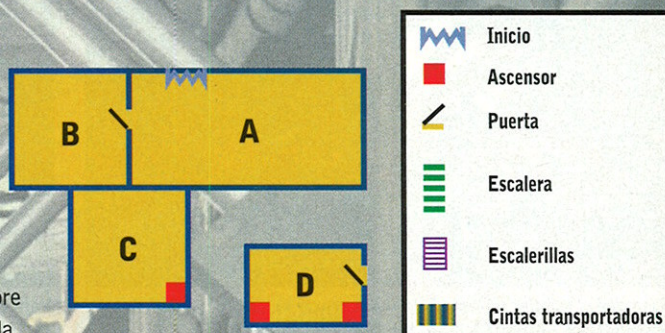 B
A
C
D
Inicio
Ascensor
Puerta
Escalera
Escalerillas
Cintas transportadoras